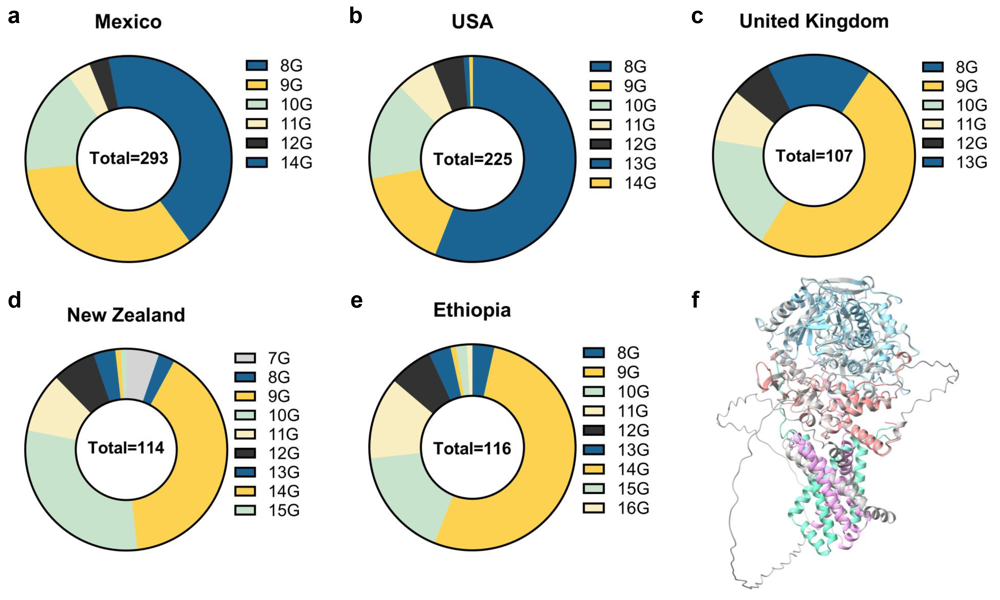 a
Mexico
8G
9G
10G
11G
12G
14G
Total=293
b
USA
8G
9G
10G
11G
12G
13G
14G
Total=225
c
United Kingdom
8G
9G
10G
11G
12G
13G
Total=107
d
New Zealand
7G
8G
9G
10G
11G
12G
13G
14G
15G
Total=114
e
Ethiopia
8G
9G
10G
11G
12G
13G
14G
15G
16G
Total=116
f